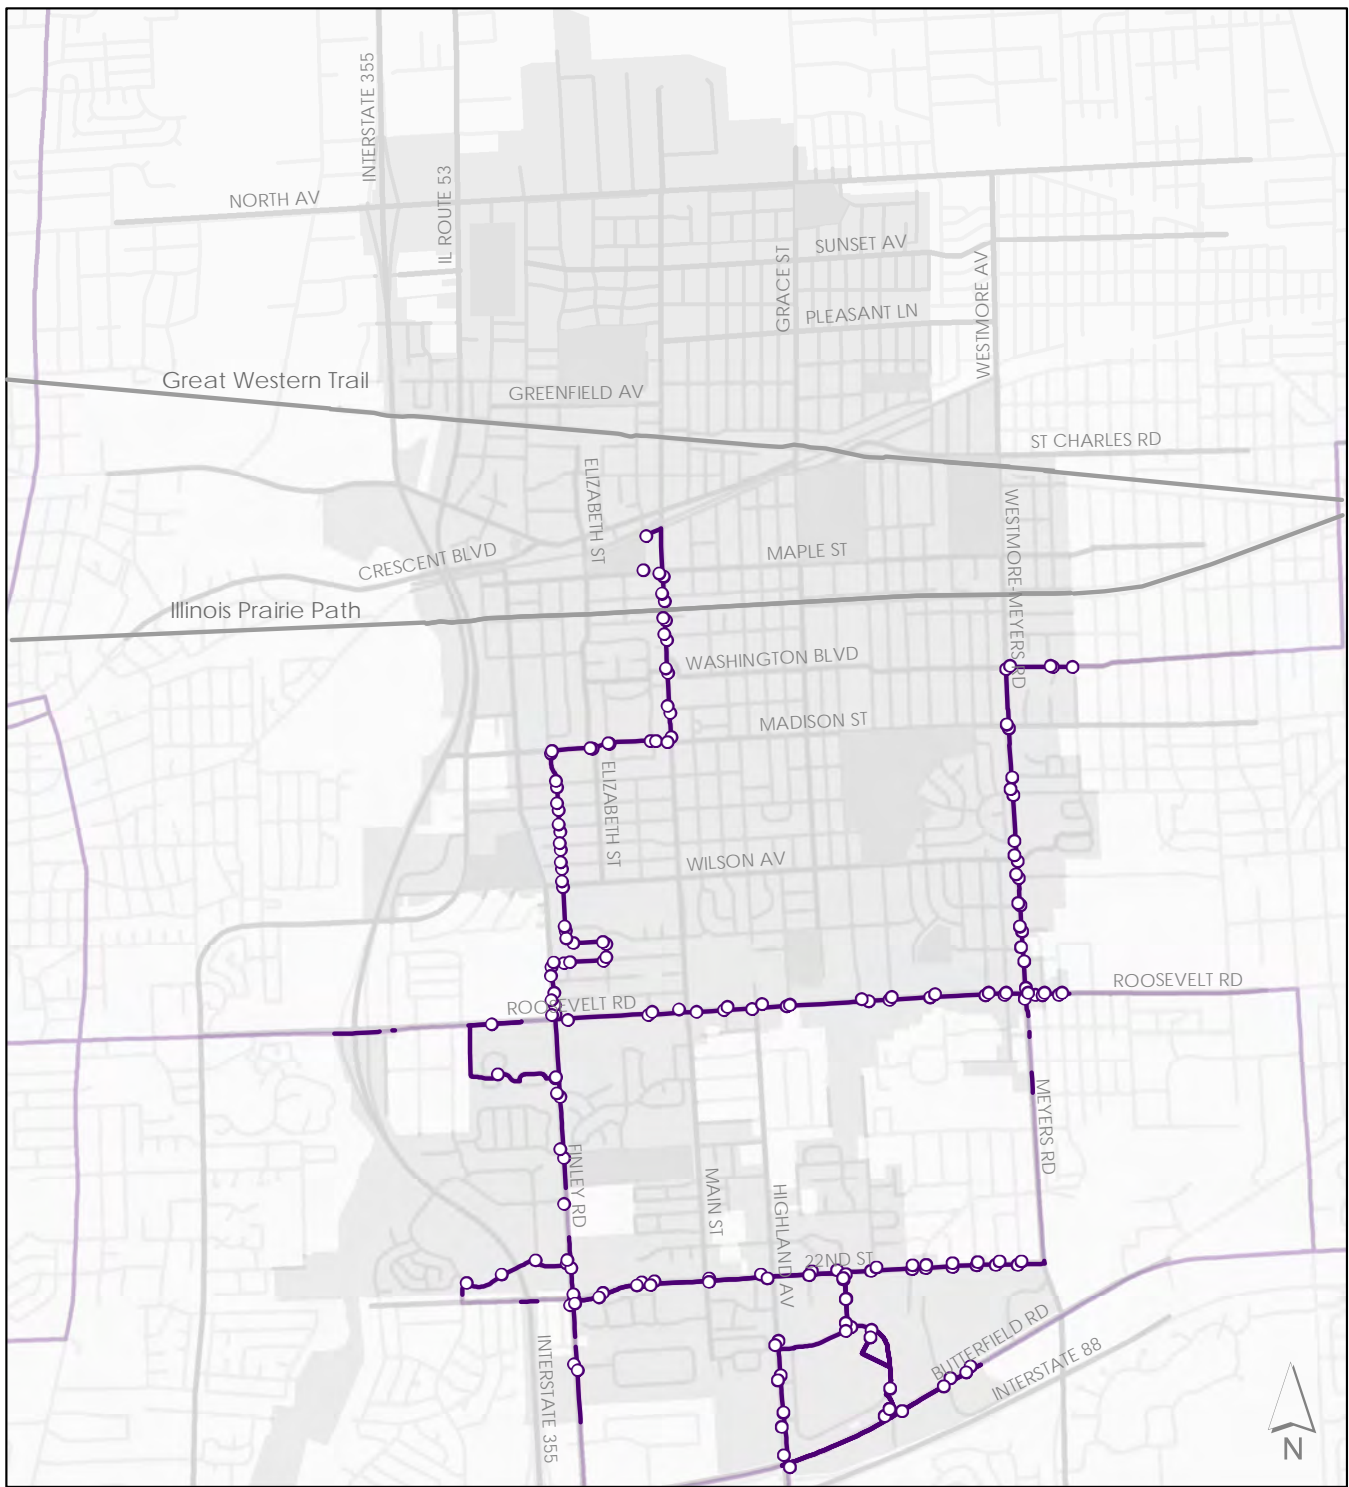 INTERSTATE 355
IL ROUTE 53
NORTH AV
SUNSET AV
GRACE ST
WESTMORE AV
PLEASANT LN
Great Western Trail
GREENFIELD AV
ST CHARLES RD
ELIZABETH ST
WESTMORE-MEYERS RD
MAPLE ST
CRESCENT BLVD
Illinois Prairie Path
WASHINGTON BLVD
MADISON ST
ELIZABETH ST
WILSON AV
ROOSEVELT RD
ROOSEVELT RD
MEYERS RD
FINLEY RD
MAIN ST
HIGHLAND AV
22ND ST
BUTTERFIELD RD
INTERSTATE 88
INTERSTATE 355
N